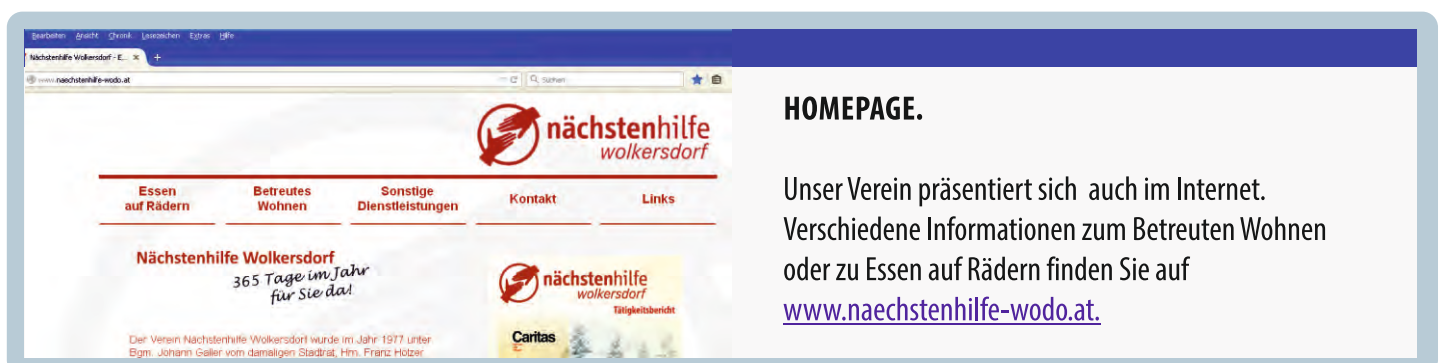 Bearbeiten Ansicht Chronik Lesezeichen Extras Hilfe
Nächstenhilfe Wolkersdorf - E... × +
www.naechstenhilfe-wodo.at Suchen
nächstenhilfe
wolkersdorf
Essen auf Rädern
Betreutes Wohnen
Sonstige Dienstleistungen
Kontakt
Links
Nächstenhilfe Wolkersdorf
365 Tage im Jahr
für Sie da!
nächstenhilfe
wolkersdorf
Tätigkeitsbericht
Caritas
Der Verein Nächstenhilfe Wolkersdorf wurde im Jahr 1977 unter
Bgm. Johann Galler vom damaligen Stadtrat, Hrn. Franz Holzer
HOMEPAGE.
Unser Verein präsentiert sich auch im Internet.
Verschiedene Informationen zum Betreuten Wohnen
oder zu Essen auf Rädern finden Sie auf
www.naechstenhilfe-wodo.at.